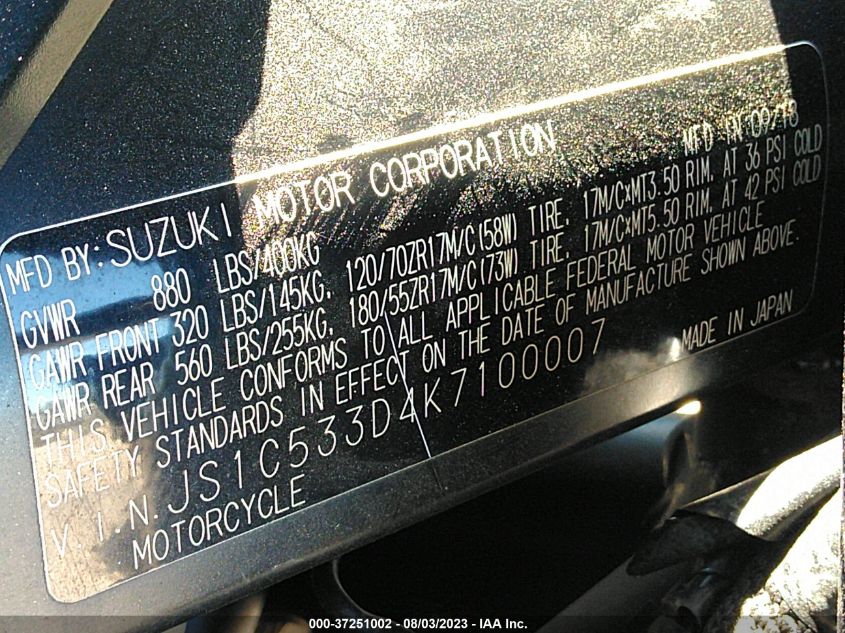 MFD BY: SUZUKI MOTOR CORPORATION MFD IN 09/18
GVWR 880 LBS/400KG
GAWR FRONT 320 LBS/145KG, 120/70ZR17M/C(58W) TIRE, 17M/C×MT3.50 RIM, AT 36 PSI COLD
GAWR REAR 560 LBS/255KG, 180/55ZR17M/C(73W) TIRE, 17M/C×MT5.50 RIM, AT 42 PSI COLD
THIS VEHICLE CONFORMS TO ALL APPLICABLE FEDERAL MOTOR VEHICLE
SAFETY STANDARDS IN EFFECT ON THE DATE OF MANUFACTURE SHOWN ABOVE.
V.I.N. JS1C533D4K7100007 MADE IN JAPAN
MOTORCYCLE
000-37251002 - 08/03/2023 - IAA Inc.